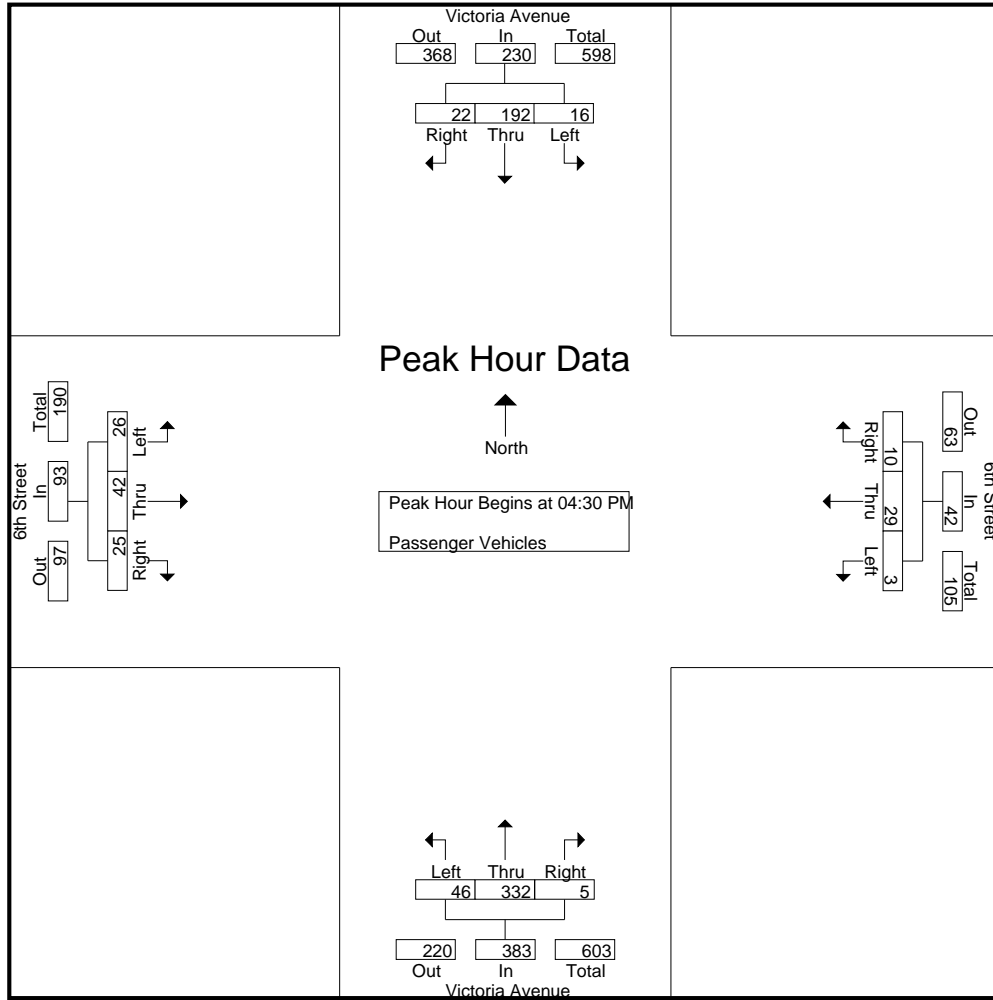 Victoria Avenue
Out In Total
368 230 598
22 192 16
Right Thru Left
Peak Hour Data
North
Peak Hour Begins at 04:30 PM
Passenger Vehicles
6th Street
Total In Out
190 93 97
26 42 25
Left Thru Right
Right Thru Left
10 29 3
Out In Total
63 42 105
6th Street
Left Thru Right
46 332 5
220 383 603
Out In Total
Victoria Avenue